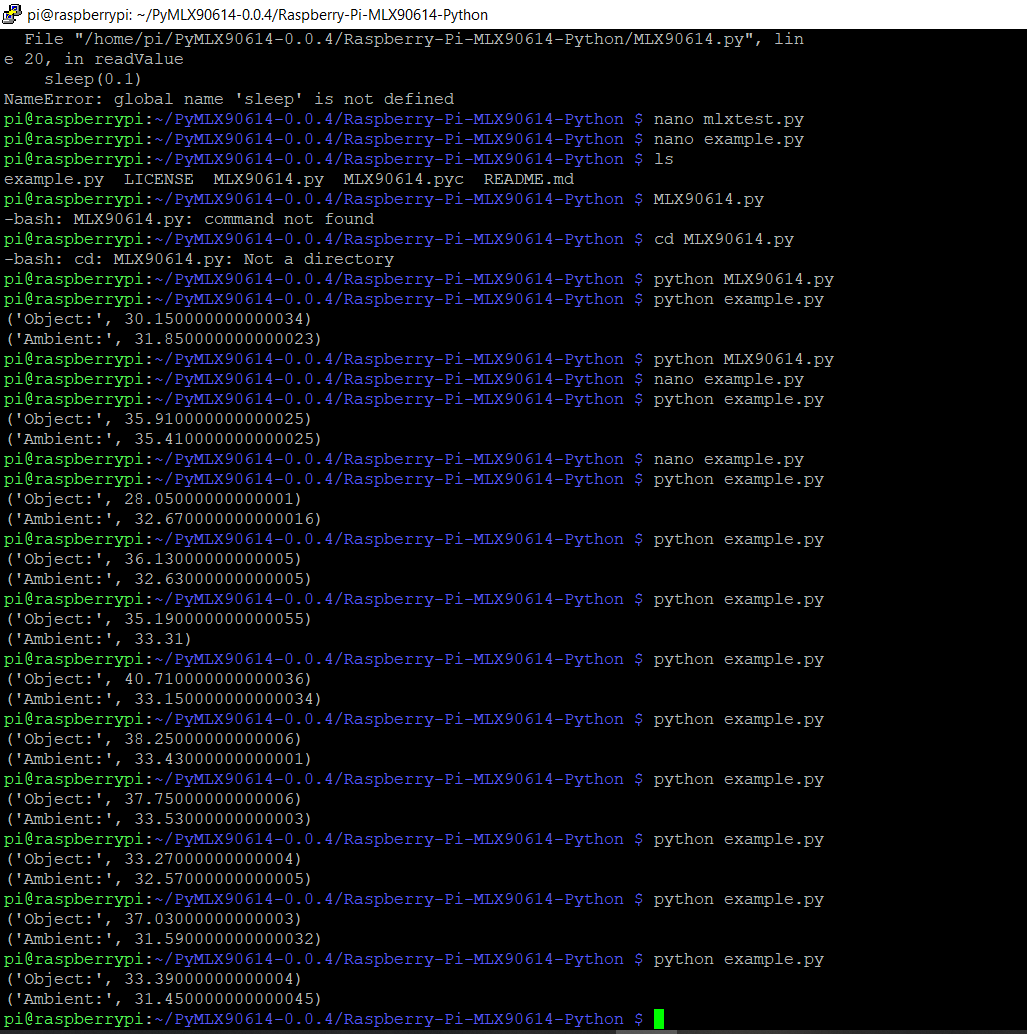 pi@raspberrypi: ~/PyMLX90614-0.0.4/Raspberry-Pi-MLX90614-Python
  File "/home/pi/PyMLX90614-0.0.4/Raspberry-Pi-MLX90614-Python/MLX90614.py", lin
e 20, in readValue
    sleep(0.1)
NameError: global name 'sleep' is not defined
pi@raspberrypi:~/PyMLX90614-0.0.4/Raspberry-Pi-MLX90614-Python $ nano mlxtest.py
pi@raspberrypi:~/PyMLX90614-0.0.4/Raspberry-Pi-MLX90614-Python $ nano example.py
pi@raspberrypi:~/PyMLX90614-0.0.4/Raspberry-Pi-MLX90614-Python $ ls
example.py  LICENSE  MLX90614.py  MLX90614.pyc  README.md
pi@raspberrypi:~/PyMLX90614-0.0.4/Raspberry-Pi-MLX90614-Python $ MLX90614.py
-bash: MLX90614.py: command not found
pi@raspberrypi:~/PyMLX90614-0.0.4/Raspberry-Pi-MLX90614-Python $ cd MLX90614.py
-bash: cd: MLX90614.py: Not a directory
pi@raspberrypi:~/PyMLX90614-0.0.4/Raspberry-Pi-MLX90614-Python $ python MLX90614.py
pi@raspberrypi:~/PyMLX90614-0.0.4/Raspberry-Pi-MLX90614-Python $ python example.py
('Object:', 30.150000000000034)
('Ambient:', 31.850000000000023)
pi@raspberrypi:~/PyMLX90614-0.0.4/Raspberry-Pi-MLX90614-Python $ python MLX90614.py
pi@raspberrypi:~/PyMLX90614-0.0.4/Raspberry-Pi-MLX90614-Python $ nano example.py
pi@raspberrypi:~/PyMLX90614-0.0.4/Raspberry-Pi-MLX90614-Python $ python example.py
('Object:', 35.910000000000025)
('Ambient:', 35.410000000000025)
pi@raspberrypi:~/PyMLX90614-0.0.4/Raspberry-Pi-MLX90614-Python $ nano example.py
pi@raspberrypi:~/PyMLX90614-0.0.4/Raspberry-Pi-MLX90614-Python $ python example.py
('Object:', 28.05000000000001)
('Ambient:', 32.670000000000016)
pi@raspberrypi:~/PyMLX90614-0.0.4/Raspberry-Pi-MLX90614-Python $ python example.py
('Object:', 36.13000000000005)
('Ambient:', 32.63000000000005)
pi@raspberrypi:~/PyMLX90614-0.0.4/Raspberry-Pi-MLX90614-Python $ python example.py
('Object:', 35.190000000000055)
('Ambient:', 33.31)
pi@raspberrypi:~/PyMLX90614-0.0.4/Raspberry-Pi-MLX90614-Python $ python example.py
('Object:', 40.710000000000036)
('Ambient:', 33.150000000000034)
pi@raspberrypi:~/PyMLX90614-0.0.4/Raspberry-Pi-MLX90614-Python $ python example.py
('Object:', 38.25000000000006)
('Ambient:', 33.43000000000001)
pi@raspberrypi:~/PyMLX90614-0.0.4/Raspberry-Pi-MLX90614-Python $ python example.py
('Object:', 37.75000000000006)
('Ambient:', 33.53000000000003)
pi@raspberrypi:~/PyMLX90614-0.0.4/Raspberry-Pi-MLX90614-Python $ python example.py
('Object:', 33.27000000000004)
('Ambient:', 32.57000000000005)
pi@raspberrypi:~/PyMLX90614-0.0.4/Raspberry-Pi-MLX90614-Python $ python example.py
('Object:', 37.03000000000003)
('Ambient:', 31.590000000000032)
pi@raspberrypi:~/PyMLX90614-0.0.4/Raspberry-Pi-MLX90614-Python $ python example.py
('Object:', 33.39000000000004)
('Ambient:', 31.450000000000045)
pi@raspberrypi:~/PyMLX90614-0.0.4/Raspberry-Pi-MLX90614-Python $